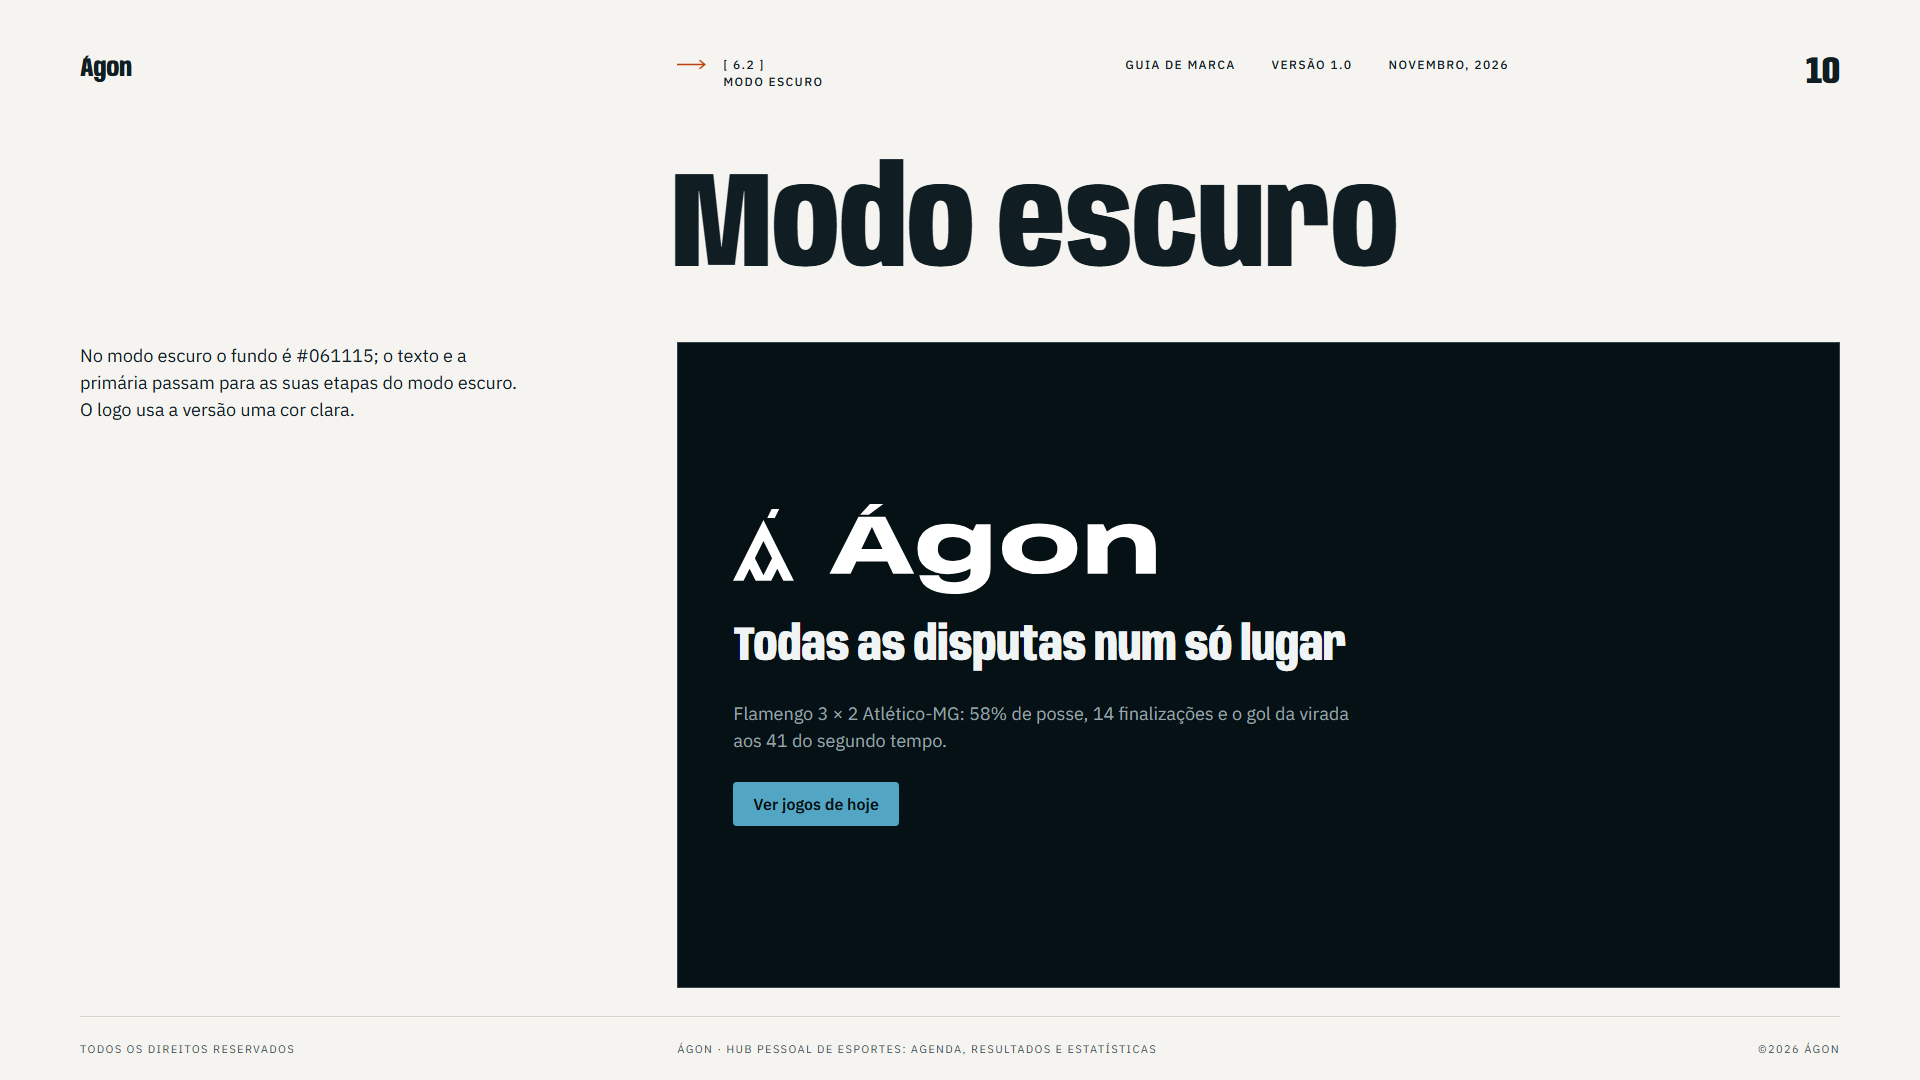 Ágon
[ 6.2 ]
MODO ESCURO
GUIA DE MARCA
VERSÃO 1.0
NOVEMBRO, 2026
10
Modo escuro
No modo escuro o fundo é #061115; o texto e a
primária passam para as suas etapas do modo escuro.
O logo usa a versão uma cor clara.
Á Ágon
Todas as disputas num só lugar
Flamengo 3 × 2 Atlético-MG: 58% de posse, 14 finalizações e o gol da virada
aos 41 do segundo tempo.
Ver jogos de hoje
TODOS OS DIREITOS RESERVADOS
ÁGON · HUB PESSOAL DE ESPORTES: AGENDA, RESULTADOS E ESTATÍSTICAS
©2026 ÁGON